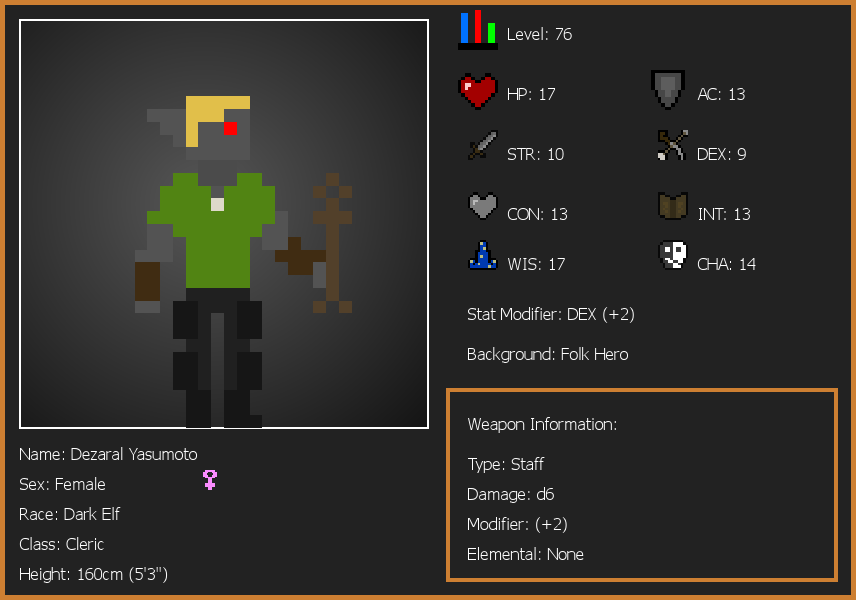 Level: 76
HP: 17
AC: 13
STR: 10
DEX: 9
CON: 13
INT: 13
WIS: 17
CHA: 14
Stat Modifier: DEX (+2)
Background: Folk Hero
Weapon Information:
Type: Staff
Damage: d6
Modifier: (+2)
Elemental: None
Name: Dezaral Yasumoto
Sex: Female
Race: Dark Elf
Class: Cleric
Height: 160cm (5'3")